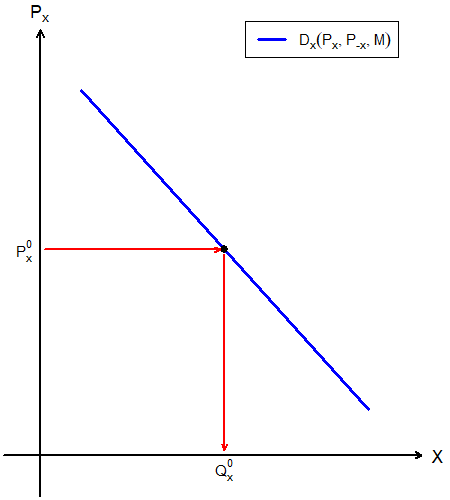 Pₓ
Dₓ(Pₓ, P₋ₓ, M)
Pₓ⁰
X
Qₓ⁰